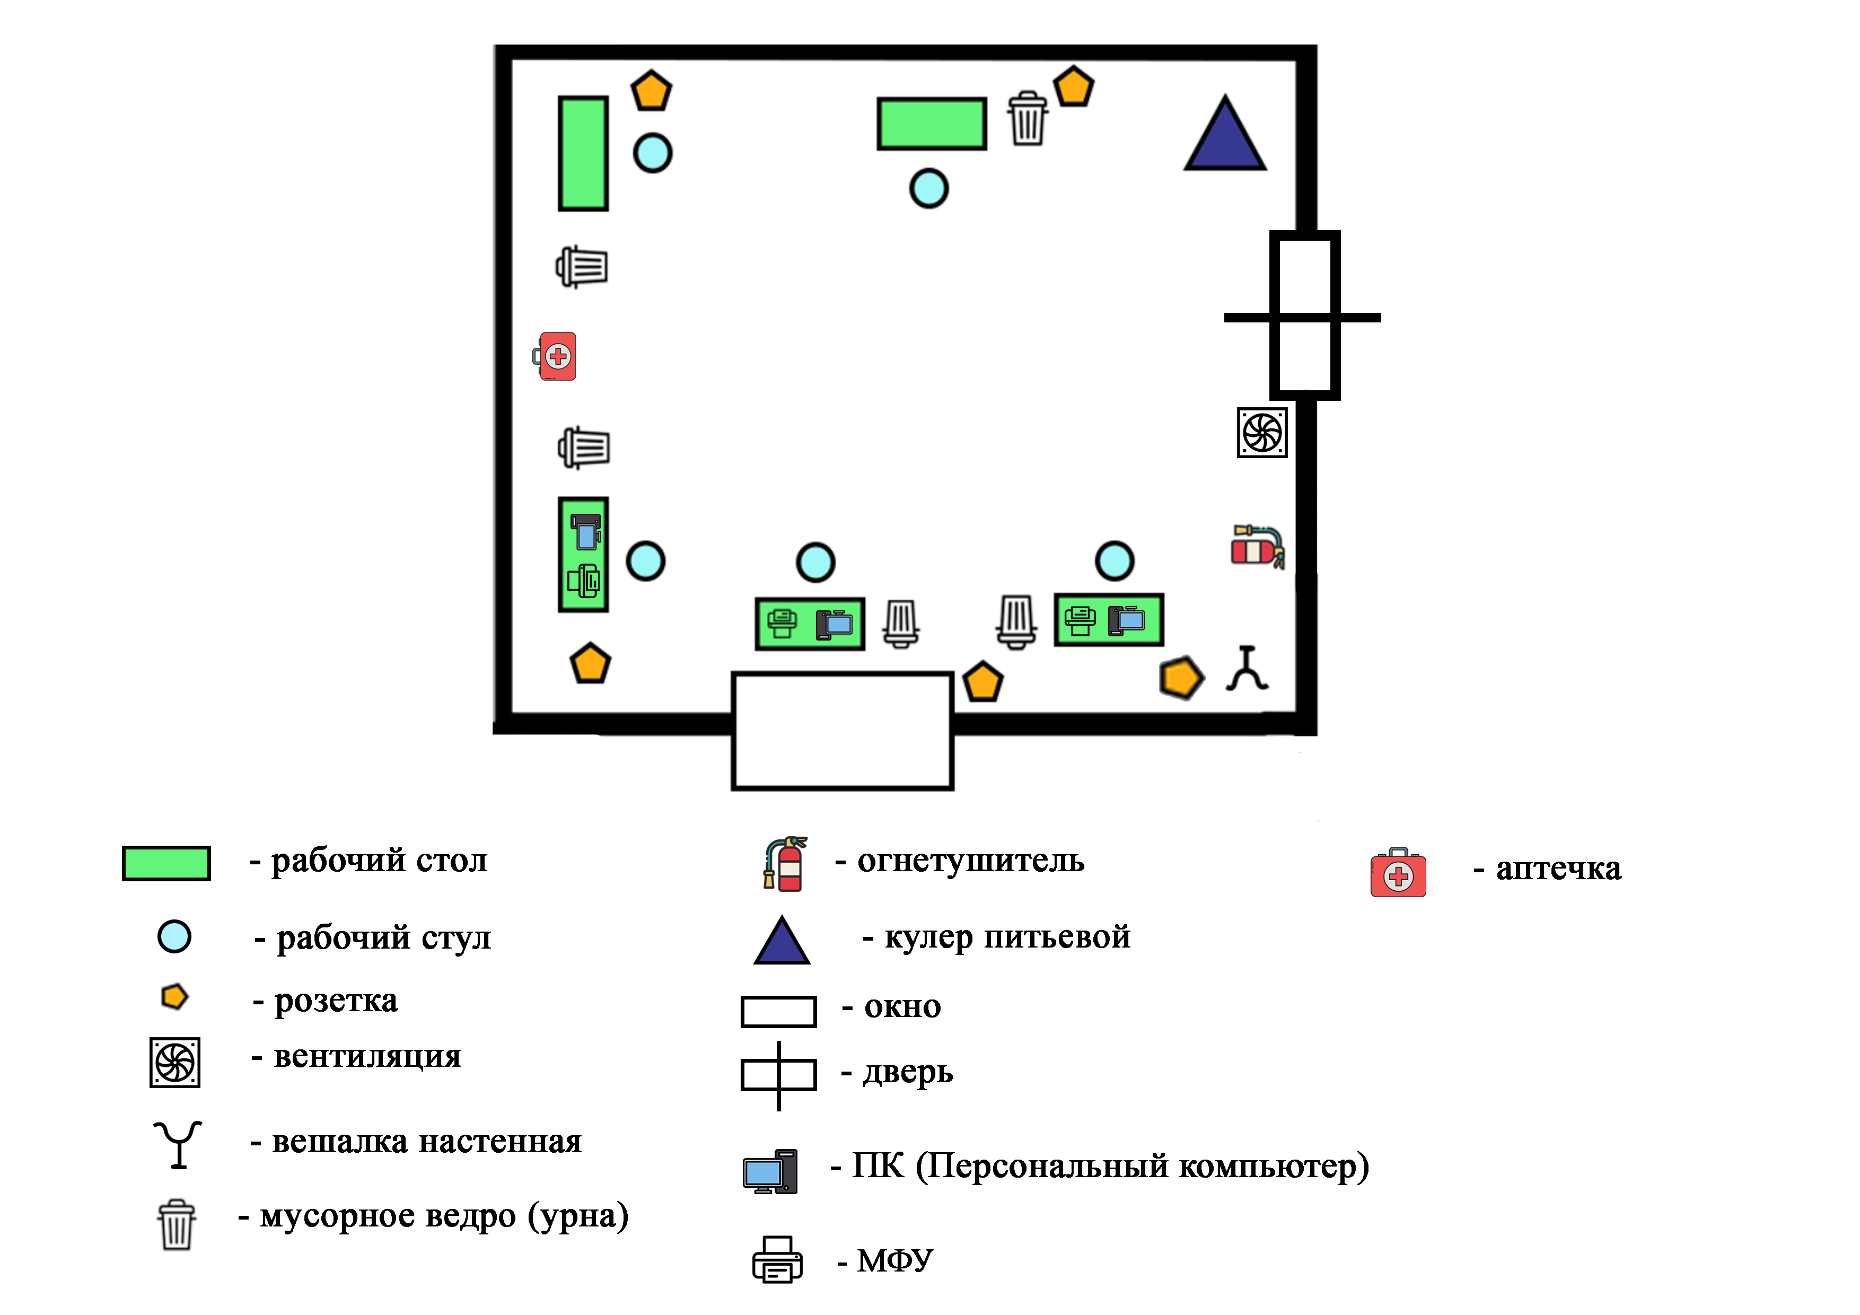 - рабочий стол
- рабочий стул
- розетка
- вентиляция
- вешалка настенная
- мусорное ведро (урна)
- огнетушитель
- кулер питьевой
- окно
- дверь
- ПК (Персональный компьютер)
- МФУ
- аптечка